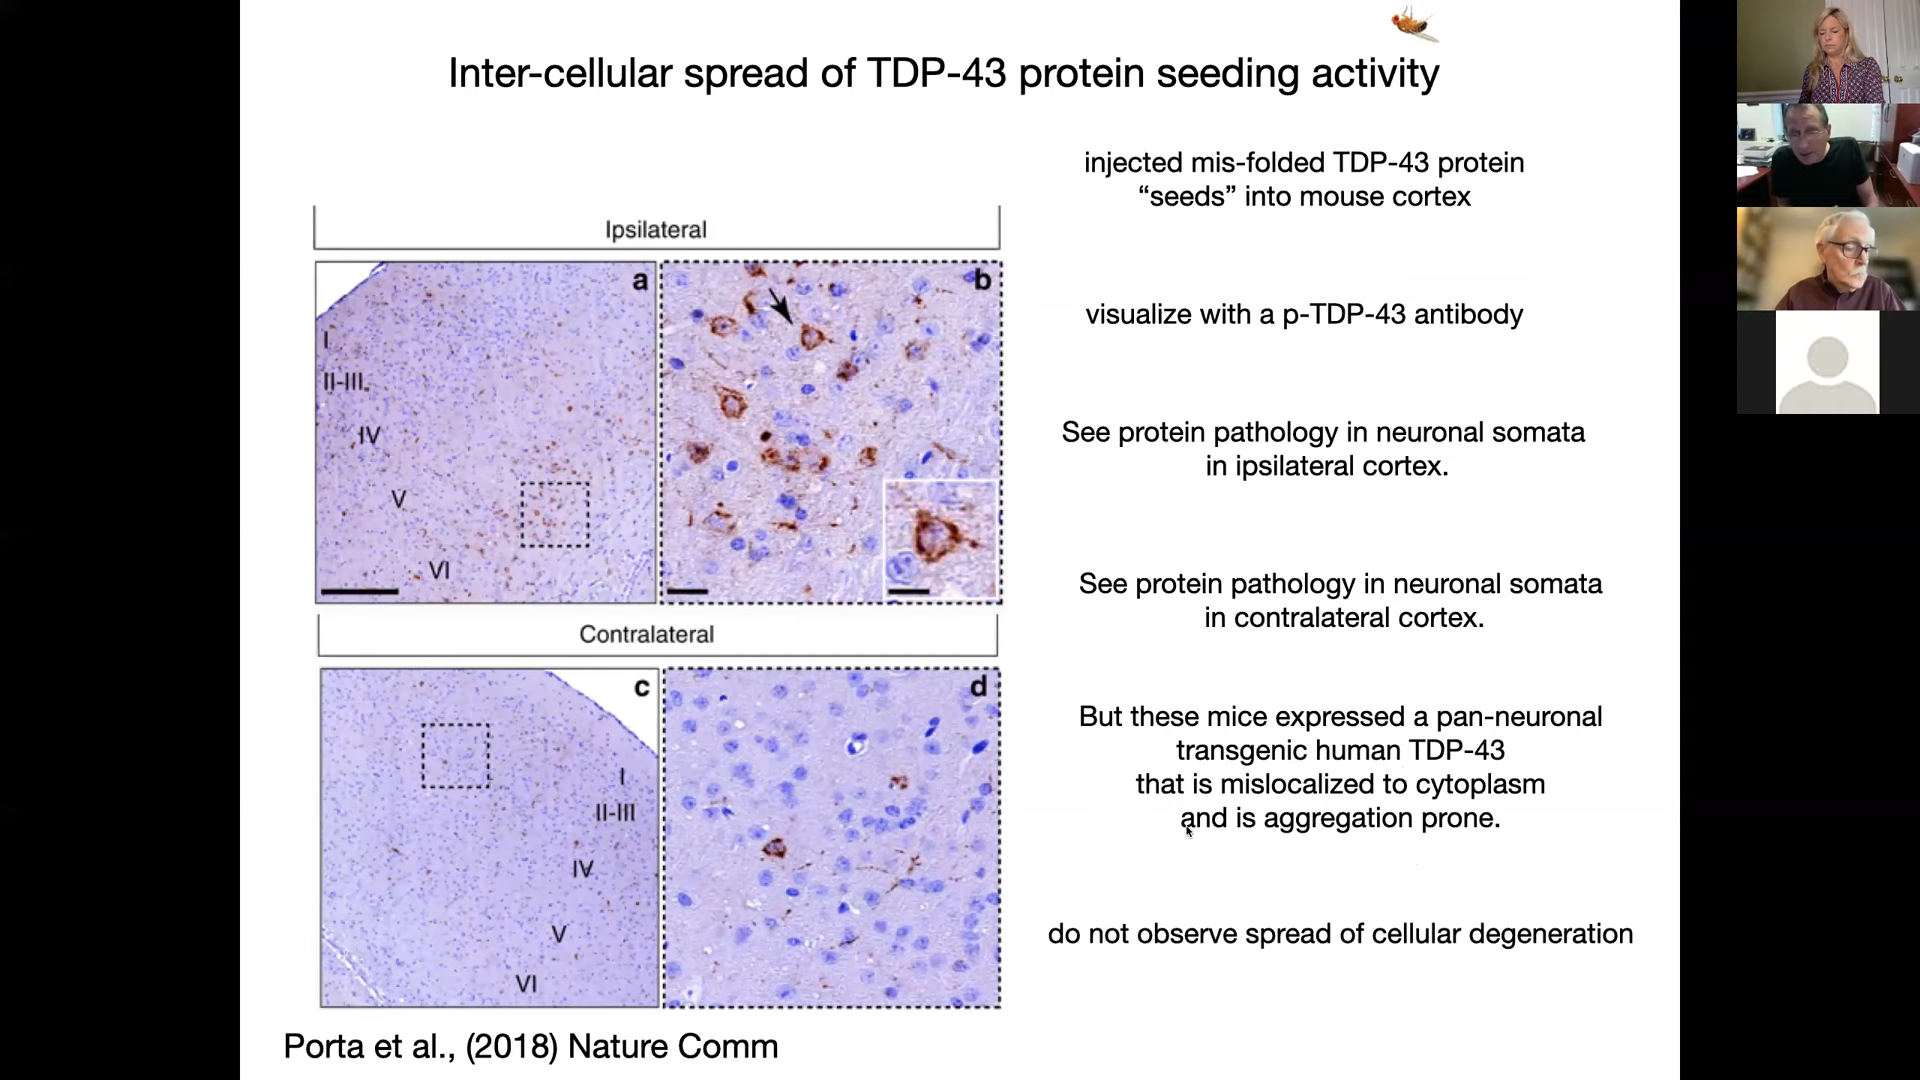 Inter-cellular spread of TDP-43 protein seeding activity
injected mis-folded TDP-43 protein
“seeds” into mouse cortex
Ipsilateral
a
b
I
II-III
IV
V
VI
visualize with a p-TDP-43 antibody
See protein pathology in neuronal somata
in ipsilateral cortex.
See protein pathology in neuronal somata
in contralateral cortex.
Contralateral
c
d
I
II-III
IV
V
VI
But these mice expressed a pan-neuronal
transgenic human TDP-43
that is mislocalized to cytoplasm
and is aggregation prone.
do not observe spread of cellular degeneration
Porta et al., (2018) Nature Comm